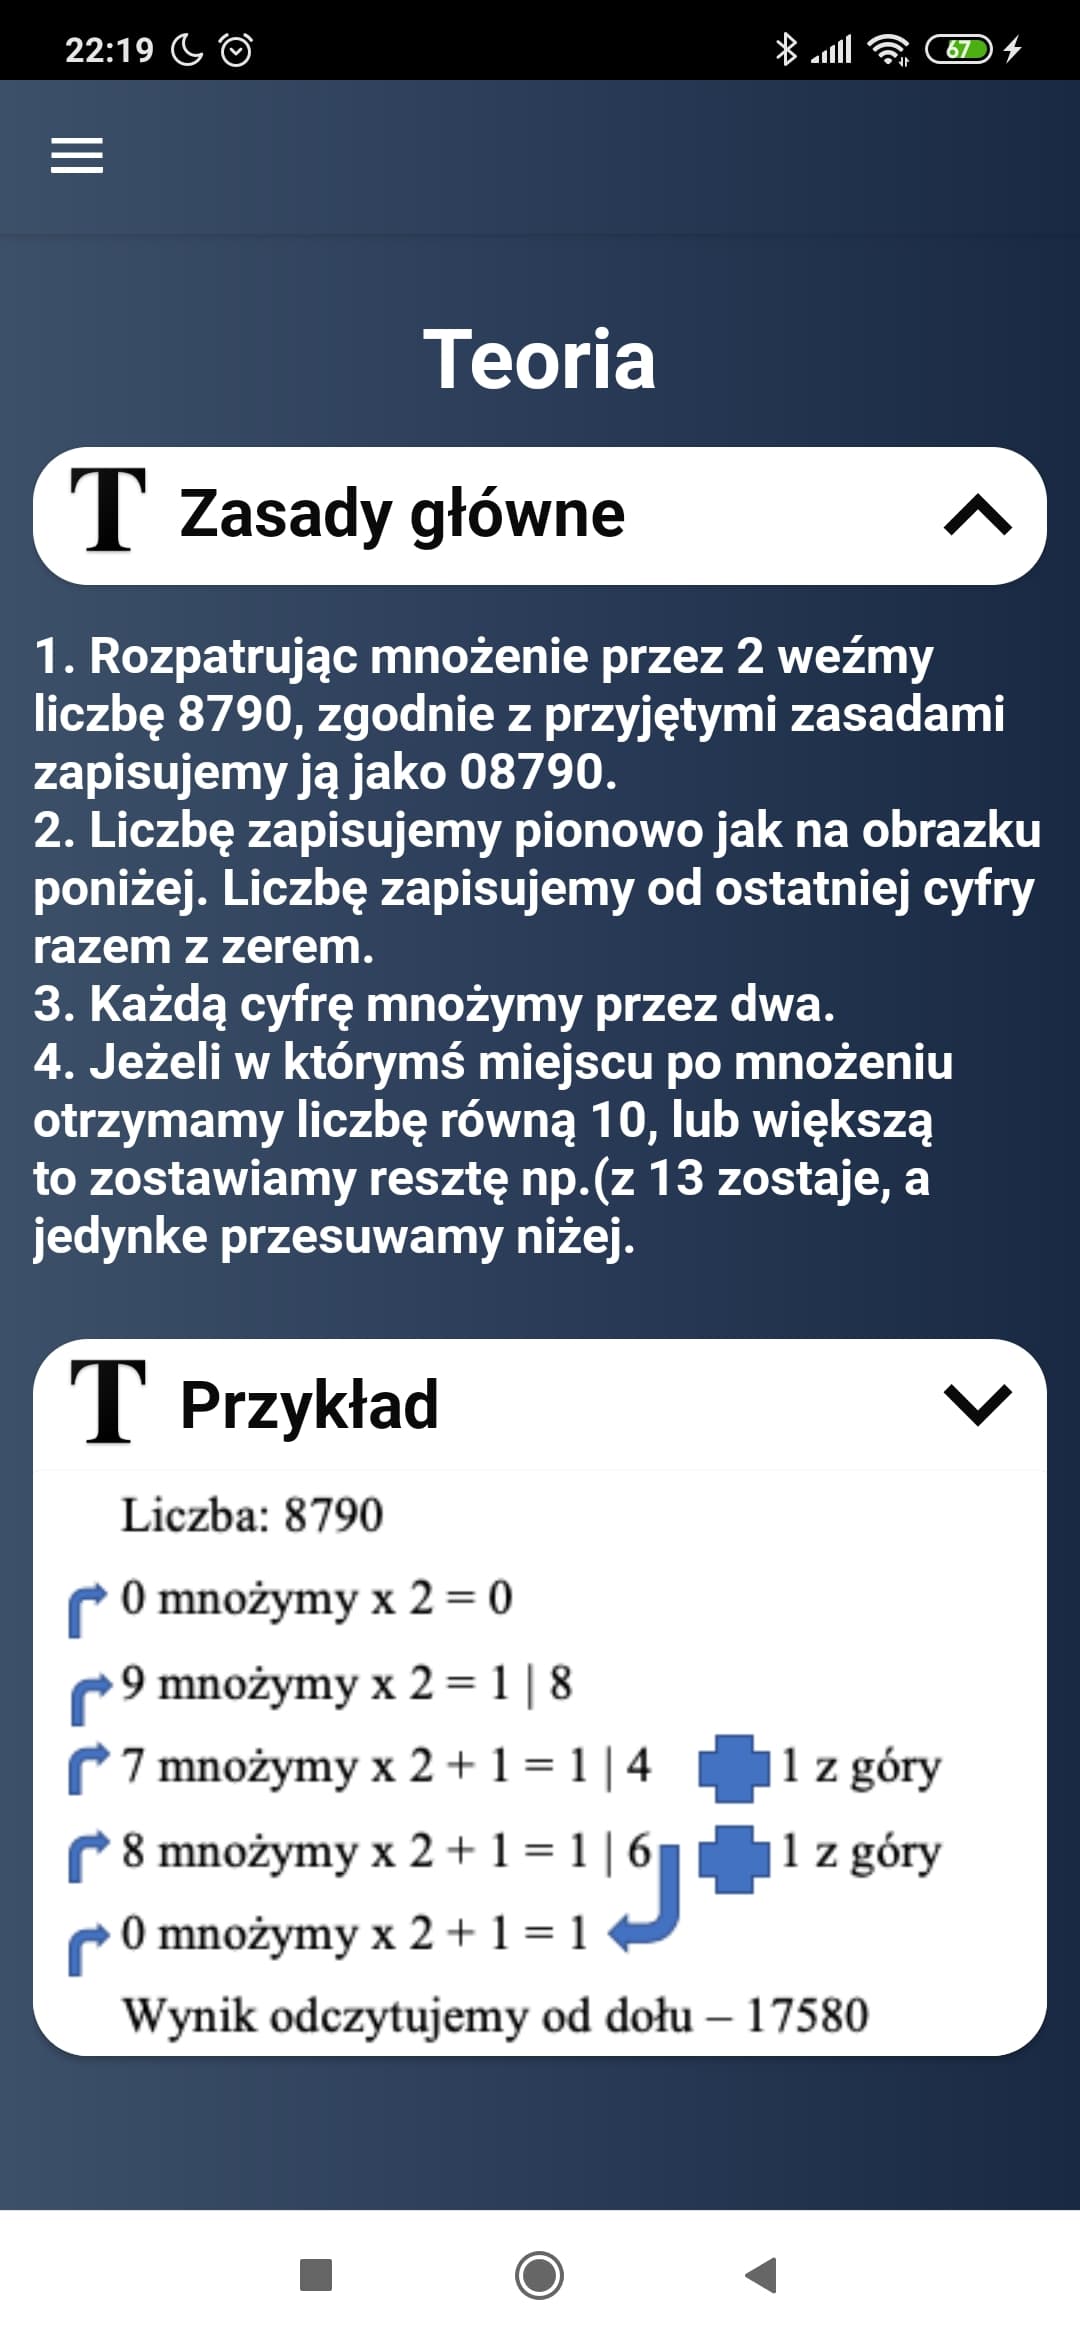 22:19
67
Teoria
T Zasady główne
1. Rozpatrując mnożenie przez 2 weźmy
liczbę 8790, zgodnie z przyjętymi zasadami
zapisujemy ją jako 08790.
2. Liczbę zapisujemy pionowo jak na obrazku
poniżej. Liczbę zapisujemy od ostatniej cyfry
razem z zerem.
3. Każdą cyfrę mnożymy przez dwa.
4. Jeżeli w którymś miejscu po mnożeniu
otrzymamy liczbę równą 10, lub większą
to zostawiamy resztę np.(z 13 zostaje, a
jedynke przesuwamy niżej.
T Przykład
Liczba: 8790
0 mnożymy x 2 = 0
9 mnożymy x 2 = 1 | 8
7 mnożymy x 2 + 1 = 1 | 4 1 z góry
8 mnożymy x 2 + 1 = 1 | 6 1 z góry
0 mnożymy x 2 + 1 = 1
Wynik odczytujemy od dołu – 17580